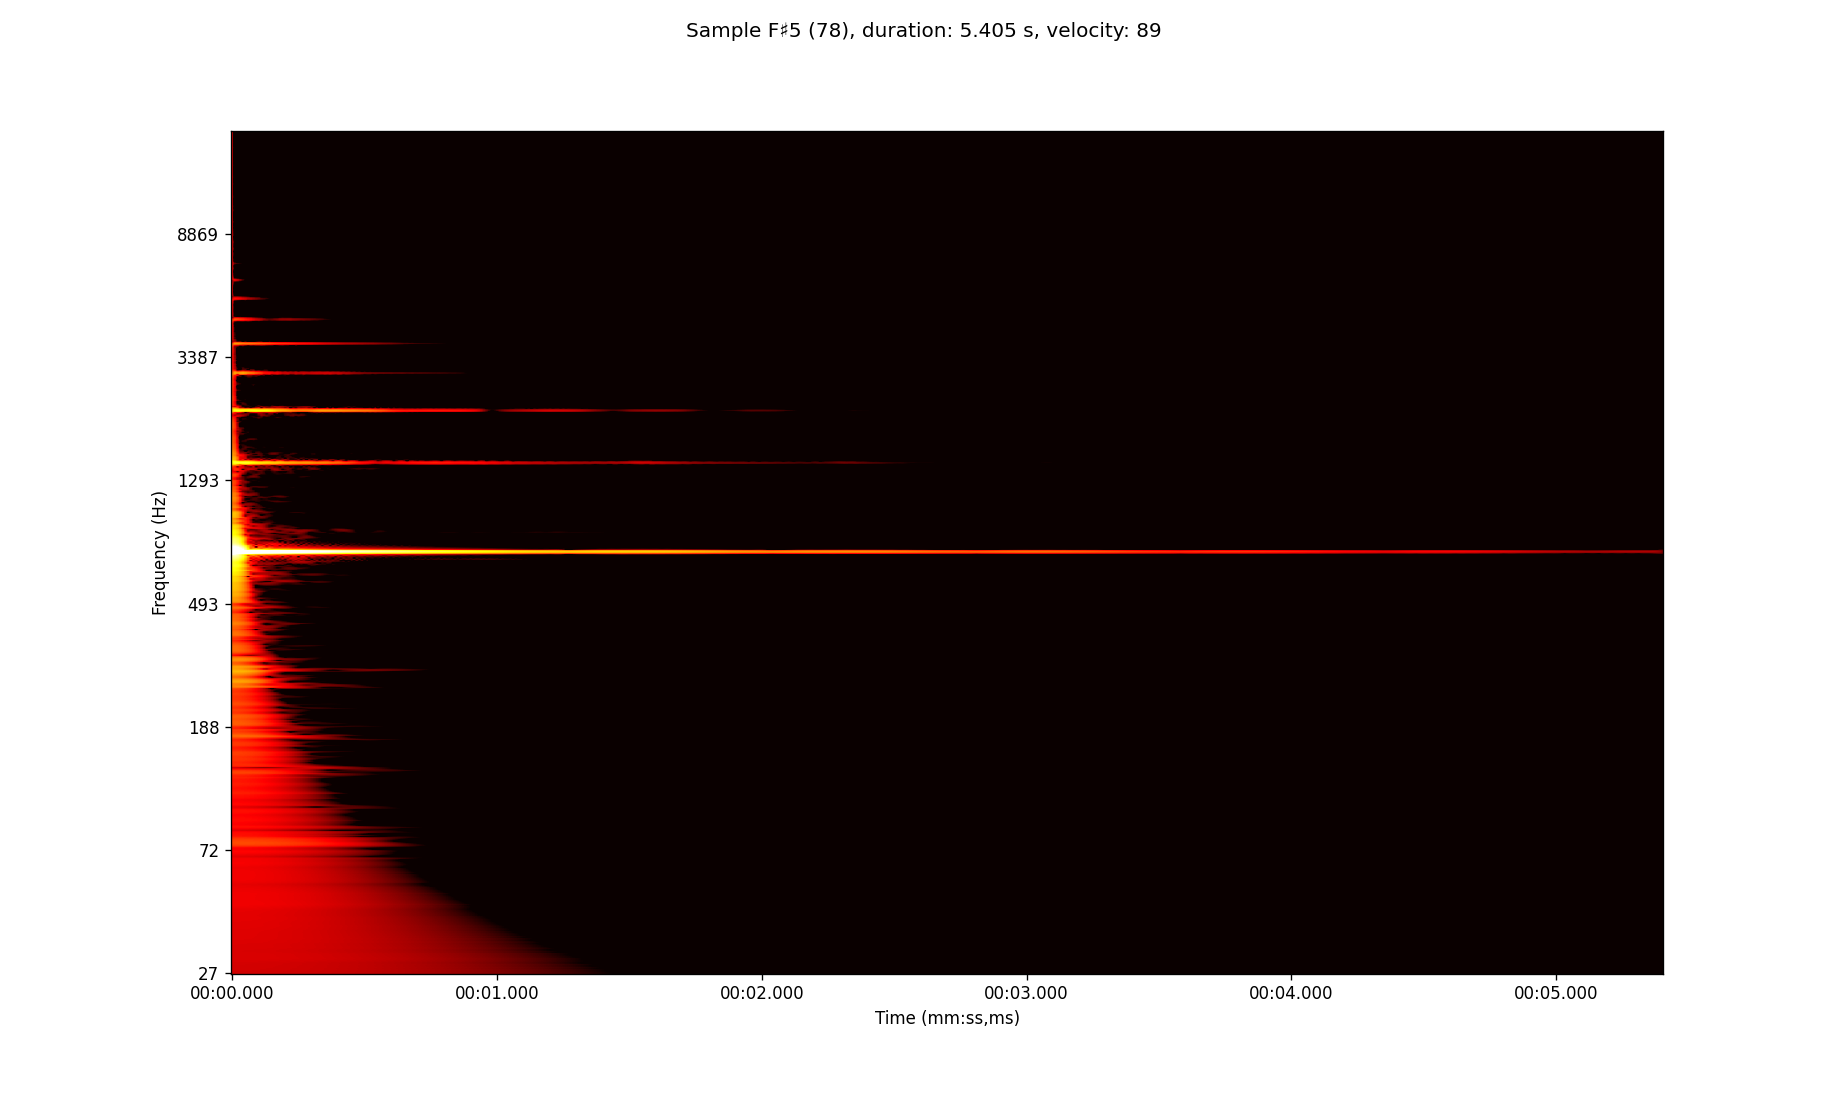 Sample F♯5 (78), duration: 5.405 s, velocity: 89
8869
3387
1293
493
188
72
27
Frequency (Hz)
00:00.000 00:01.000 00:02.000 00:03.000 00:04.000 00:05.000
Time (mm:ss,ms)